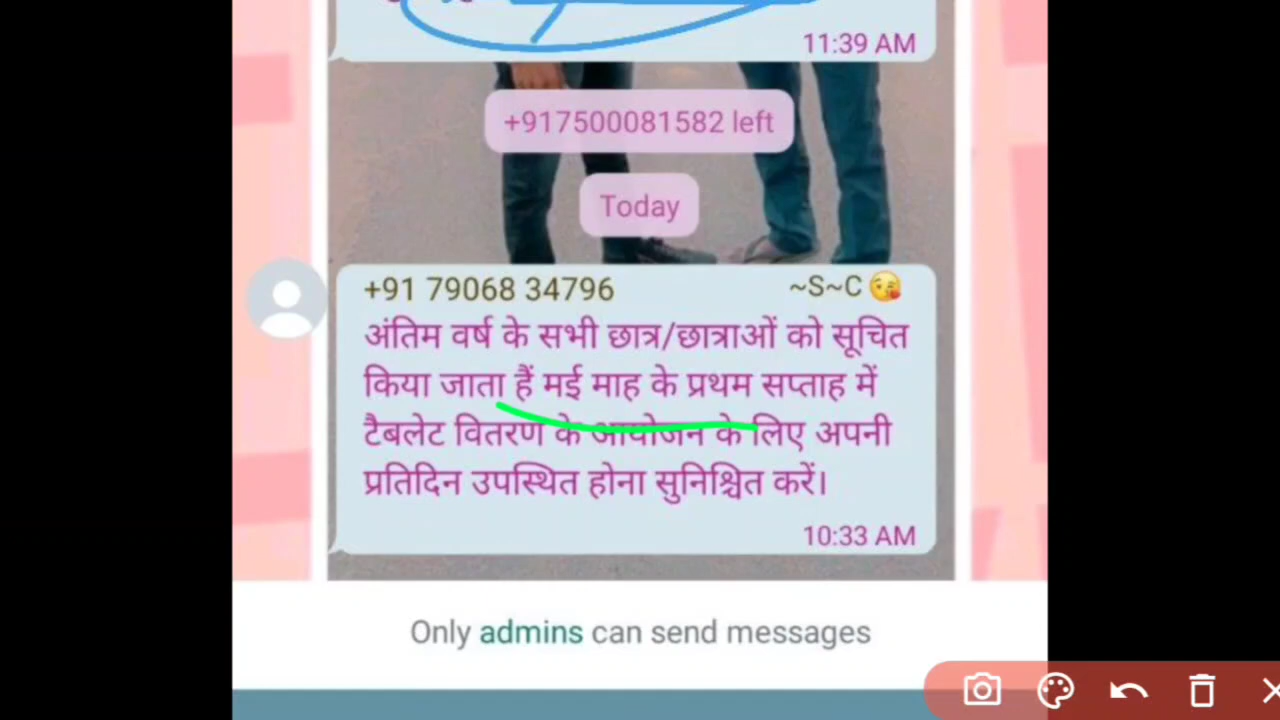 11:39 AM
+917500081582 left
Today
+91 79068 34796 ~S~C 😘
अंतिम वर्ष के सभी छात्र/छात्राओं को सूचित
किया जाता हैं मई माह के प्रथम सप्ताह में
टैबलेट वितरण के आयोजन के लिए अपनी
प्रतिदिन उपस्थित होना सुनिश्चित करें।
10:33 AM
Only admins can send messages